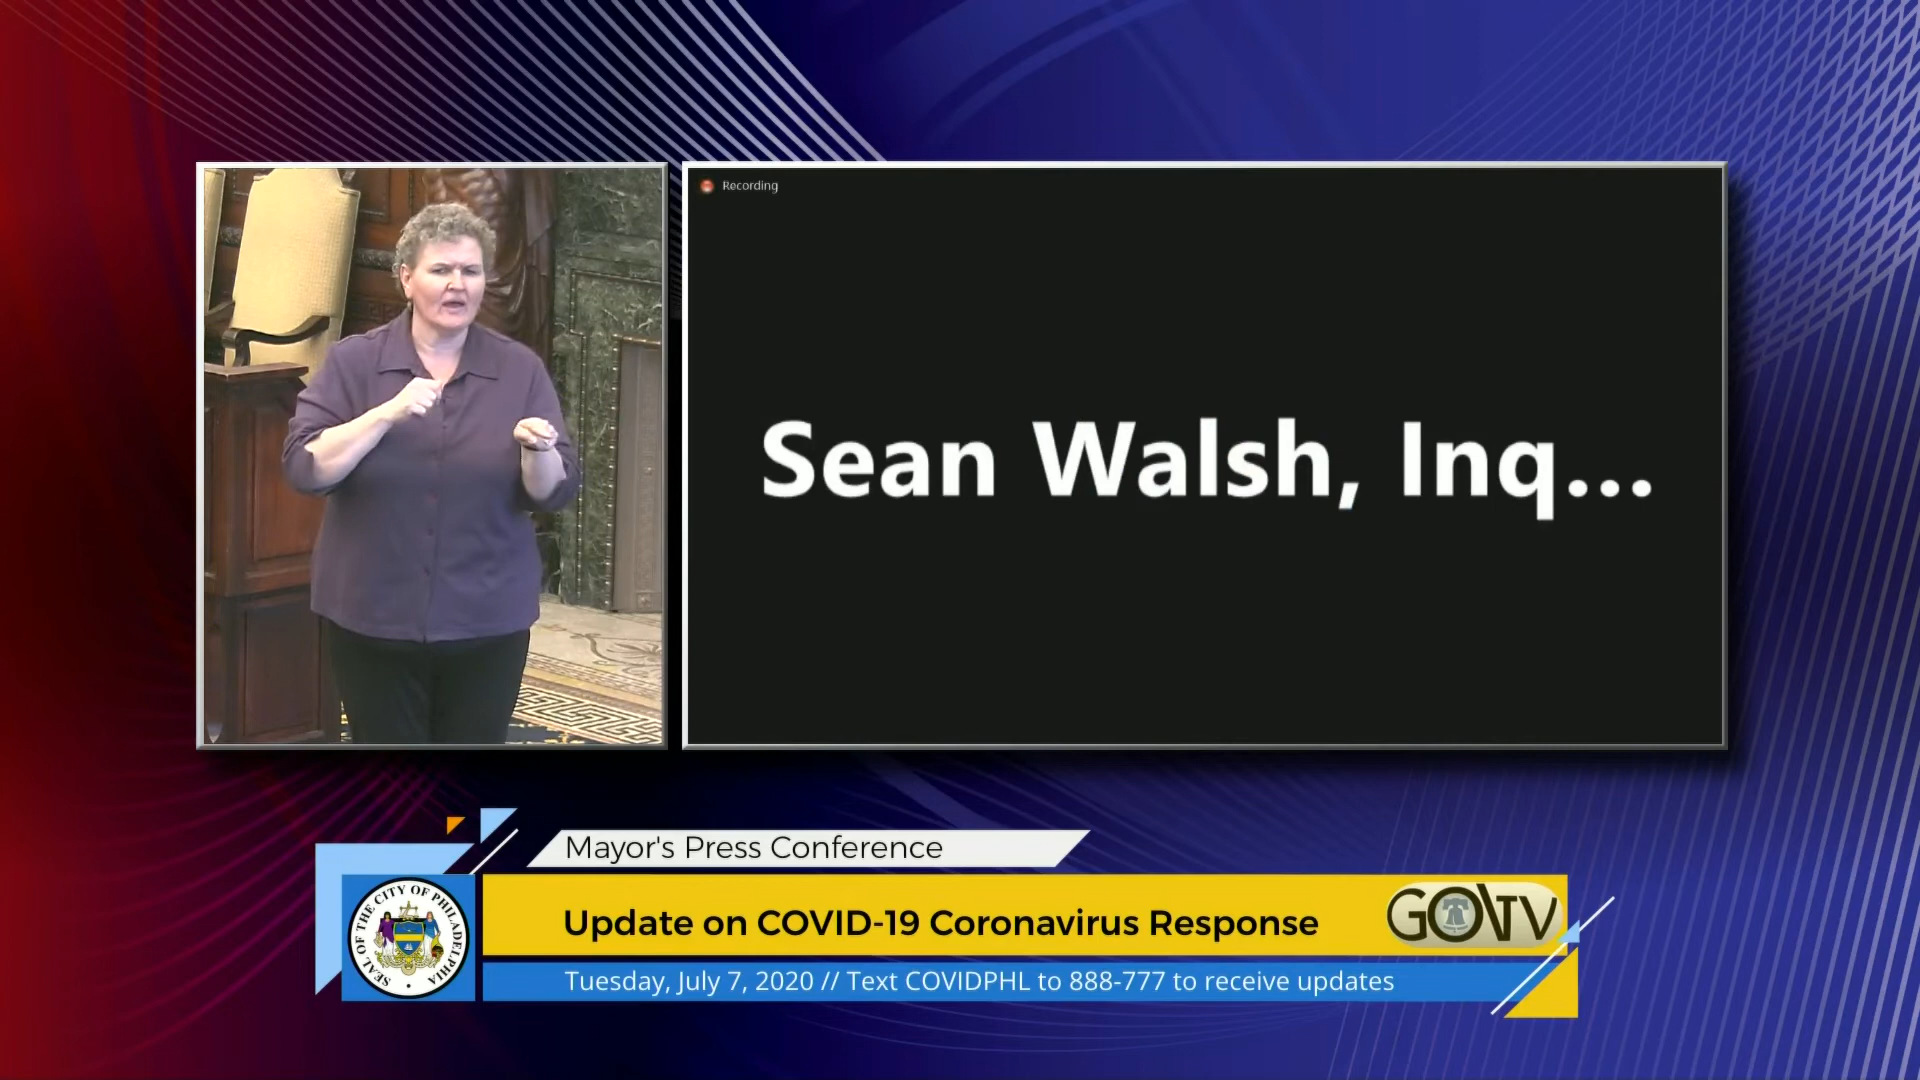 Recording
Sean Walsh, Inq...
Mayor's Press Conference
SEAL OF THE CITY OF PHILADELPHIA
Update on COVID-19 Coronavirus Response
GOVTV
Tuesday, July 7, 2020 // Text COVIDPHL to 888-777 to receive updates